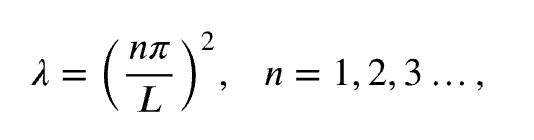 λ = (nπ/L)², n = 1, 2, 3 … ,